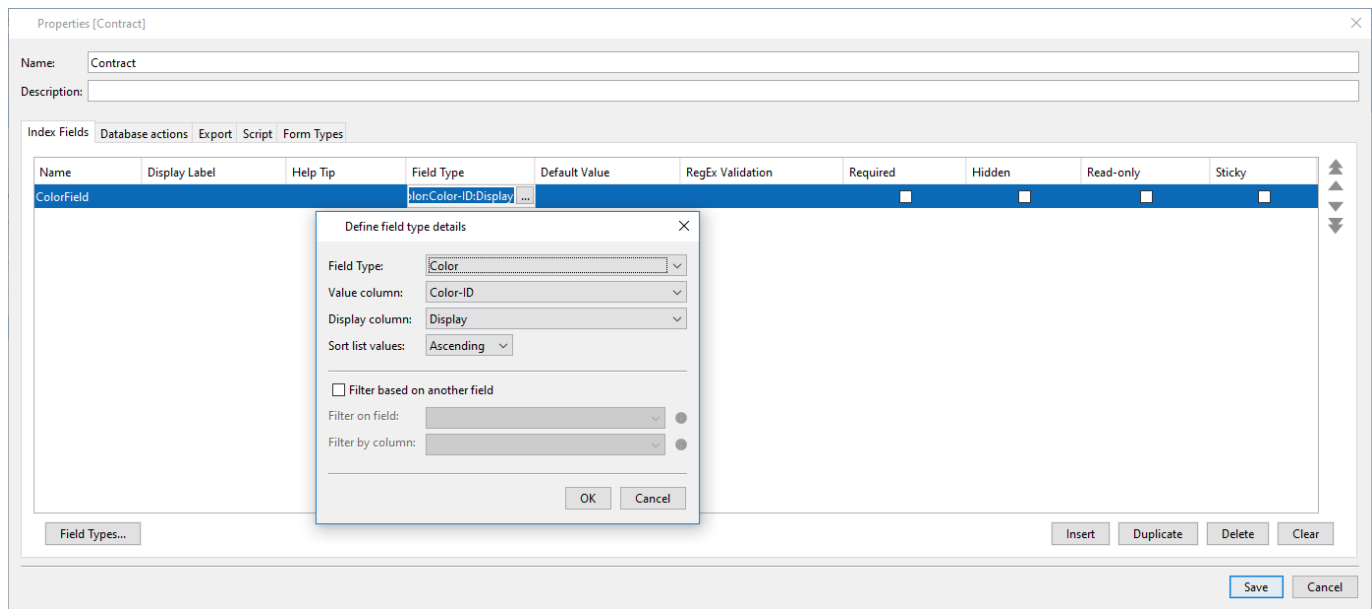 Properties [Contract]
Name: Contract
Description:
Index Fields Database actions Export Script Form Types
Name Display Label Help Tip Field Type Default Value RegEx Validation Required Hidden Read-only Sticky
ColorField olor:Color-ID:Display ...
Define field type details
Field Type: Color
Value column: Color-ID
Display column: Display
Sort list values: Ascending
Filter based on another field
Filter on field:
Filter by column:
OK Cancel
Field Types... Insert Duplicate Delete Clear
Save Cancel